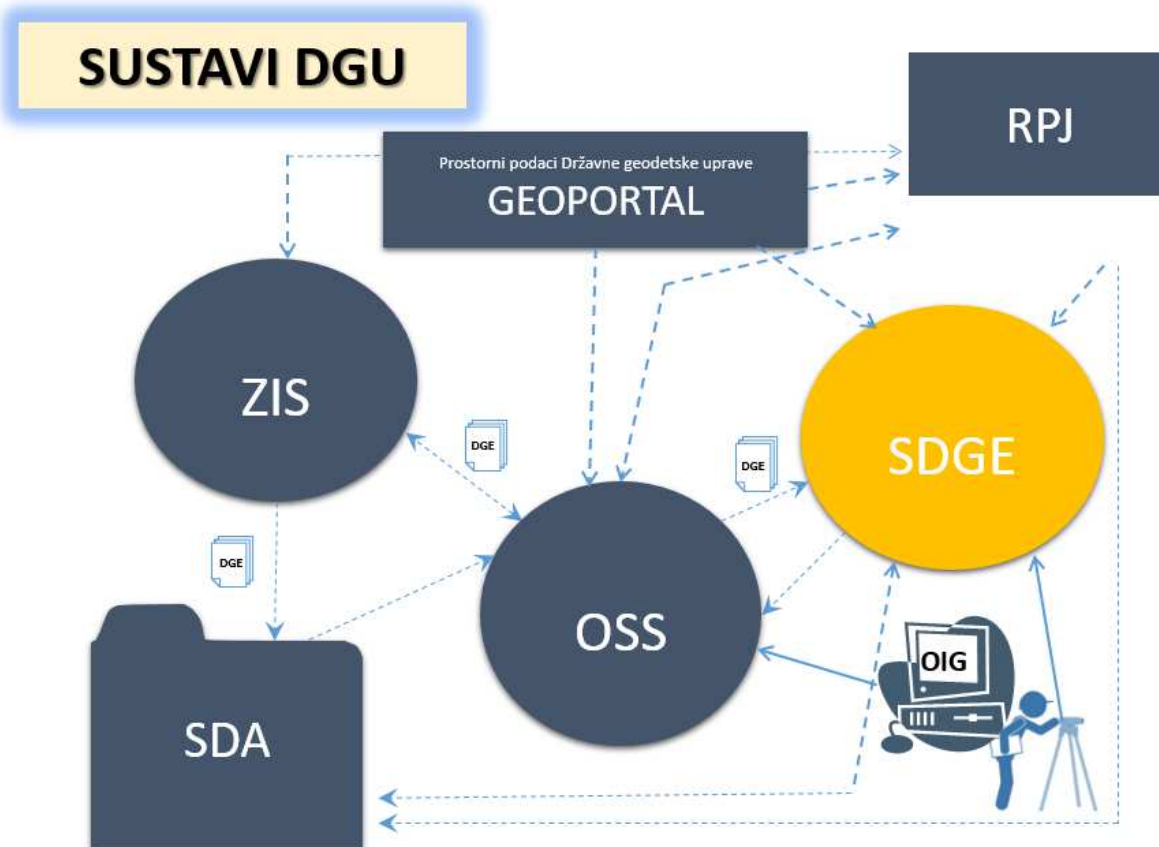 SUSTAVI DGU
RPJ
Prostorni podaci Državne geodetske uprave
GEOPORTAL
ZIS
DGE
DGE
SDGE
DGE
OSS
OIG
SDA